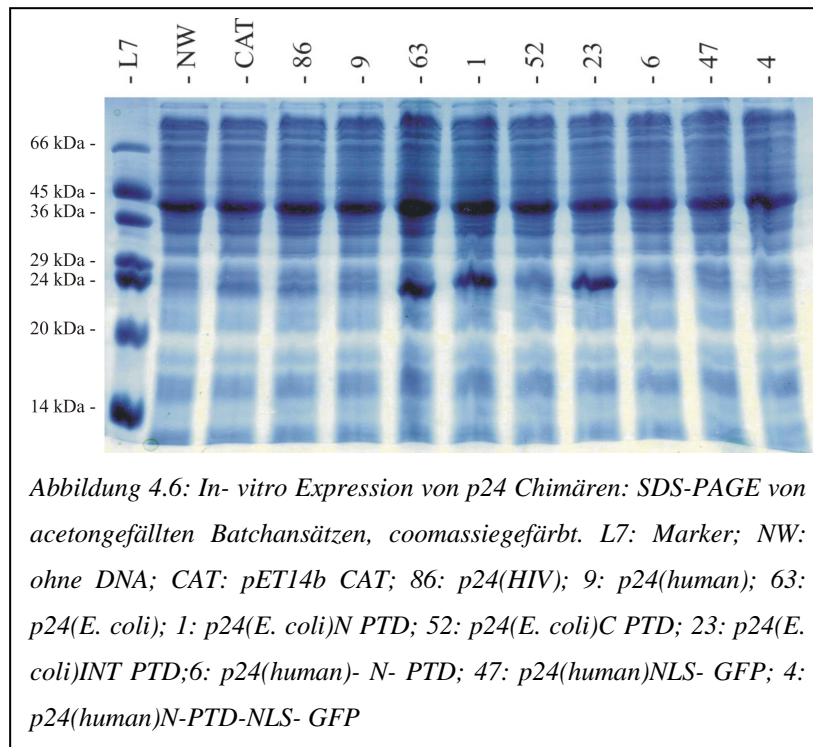 - L7
- NW
- CAT
- 86
- 9
- 63
- 1
- 52
- 23
- 6
- 47
- 4
66 kDa -
45 kDa -
36 kDa -
29 kDa -
24 kDa -
20 kDa -
14 kDa -
Abbildung 4.6: In- vitro Expression von p24 Chimären: SDS-PAGE von
acetongefällten Batchansätzen, coomassiegefärbt. L7: Marker; NW:
ohne DNA; CAT: pET14b CAT; 86: p24(HIV); 9: p24(human); 63:
p24(E. coli); 1: p24(E. coli)N PTD; 52: p24(E. coli)C PTD; 23: p24(E.
coli)INT PTD;6: p24(human)- N- PTD; 47: p24(human)NLS- GFP; 4:
p24(human)N-PTD-NLS- GFP